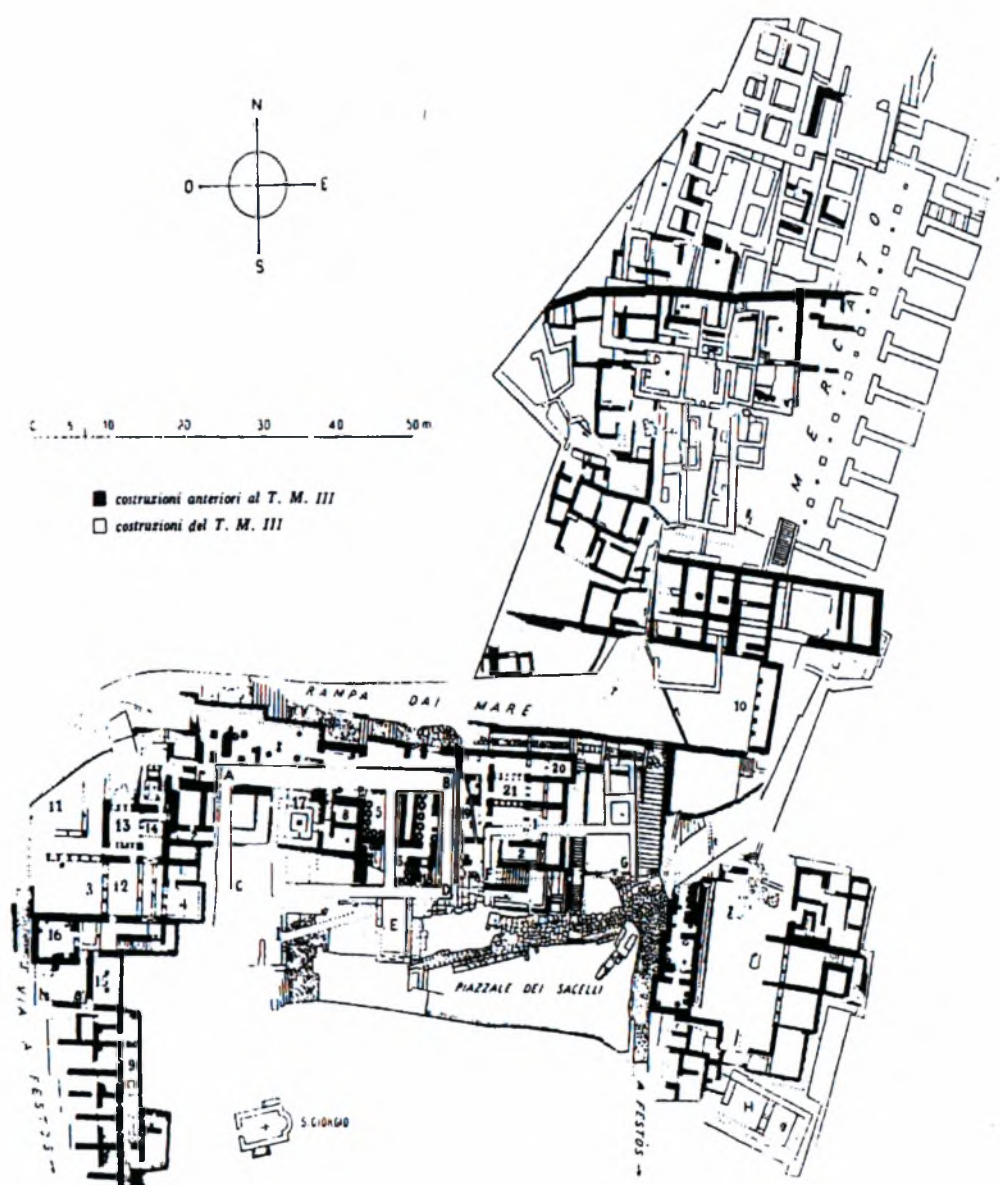 N
O
E
S
5
10
20
30
40
50 m
costruzioni anteriori al T. M. III
costruzioni del T. M. III
MERCATO
RAMPA DAL MARE
10
20
21
A
B
17
8
5
11
13
14
2
C
3
12
4
F
G
D
E
16
PIAZZALE DEI SACELLI
9
VIA A FESTOS
S. GIORGIO
A FESTOS
H